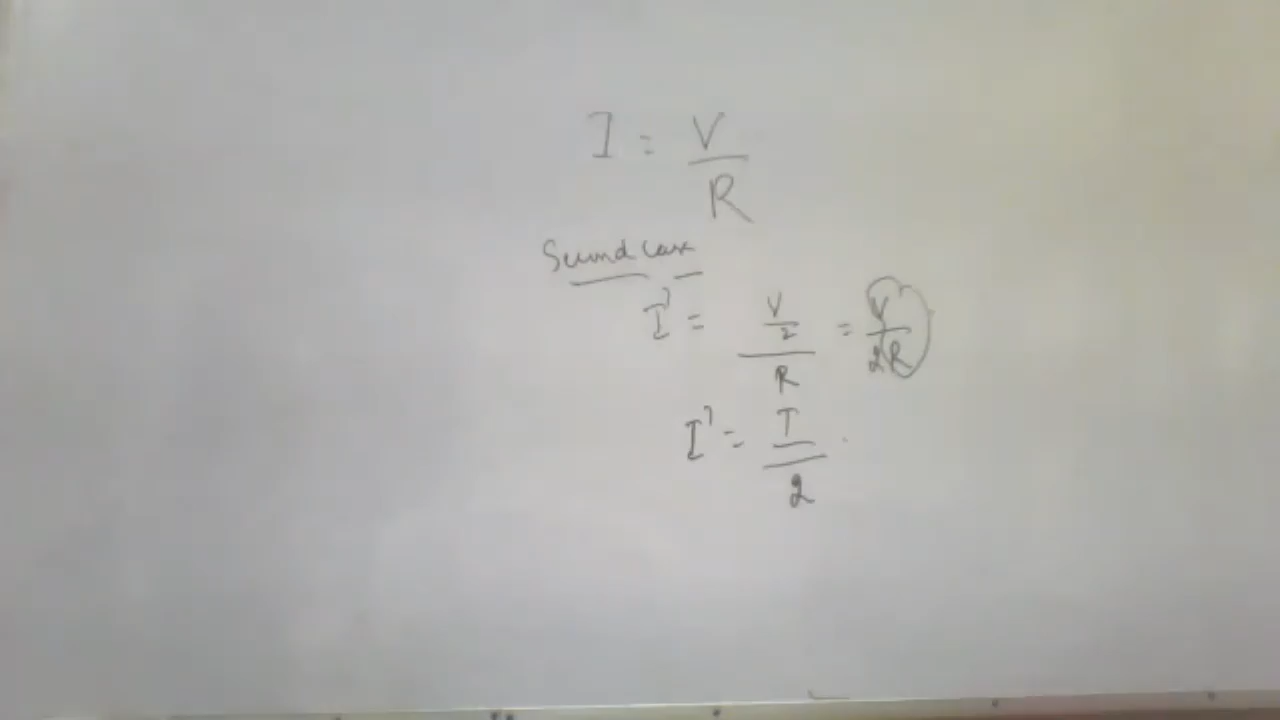 I = V/R
Second case
I' = (V/2)/R = V/2R
I' = I/2